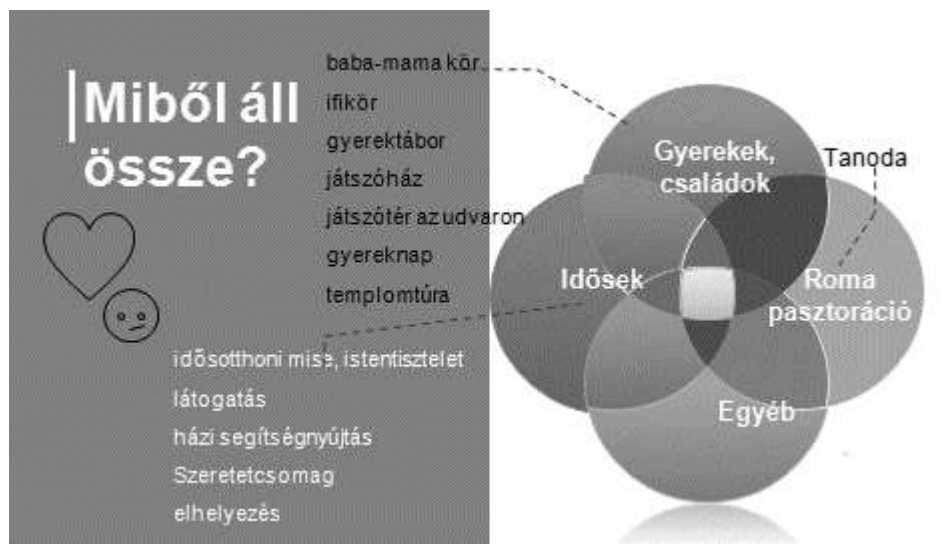 Miből áll
össze?
baba-mama kör
ifikör
gyerektábor
játszóház
játszótér az udvaron
gyereknap
templomtúra
idősotthoni mise, istentisztelet
látogatás
házi segítségnyújtás
Szeretetcsomag
elhelyezés
Gyerekek,
családok
Tanoda
Idősek
Roma
pasztoráció
Egyéb